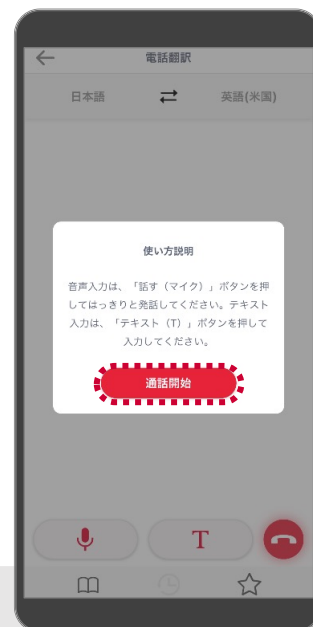 電話翻訳
日本語
英語(米国)
使い方説明
音声入力は、「話す（マイク）」ボタンを押
してはっきりと発話してください。テキスト
入力は、「テキスト（T）」ボタンを押して
入力してください。
通話開始
T